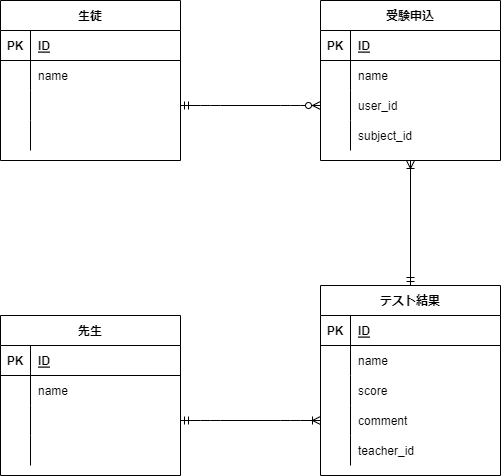 生徒
PK ID
name
受験申込
PK ID
name
user_id
subject_id
先生
PK ID
name
テスト結果
PK ID
name
score
comment
teacher_id